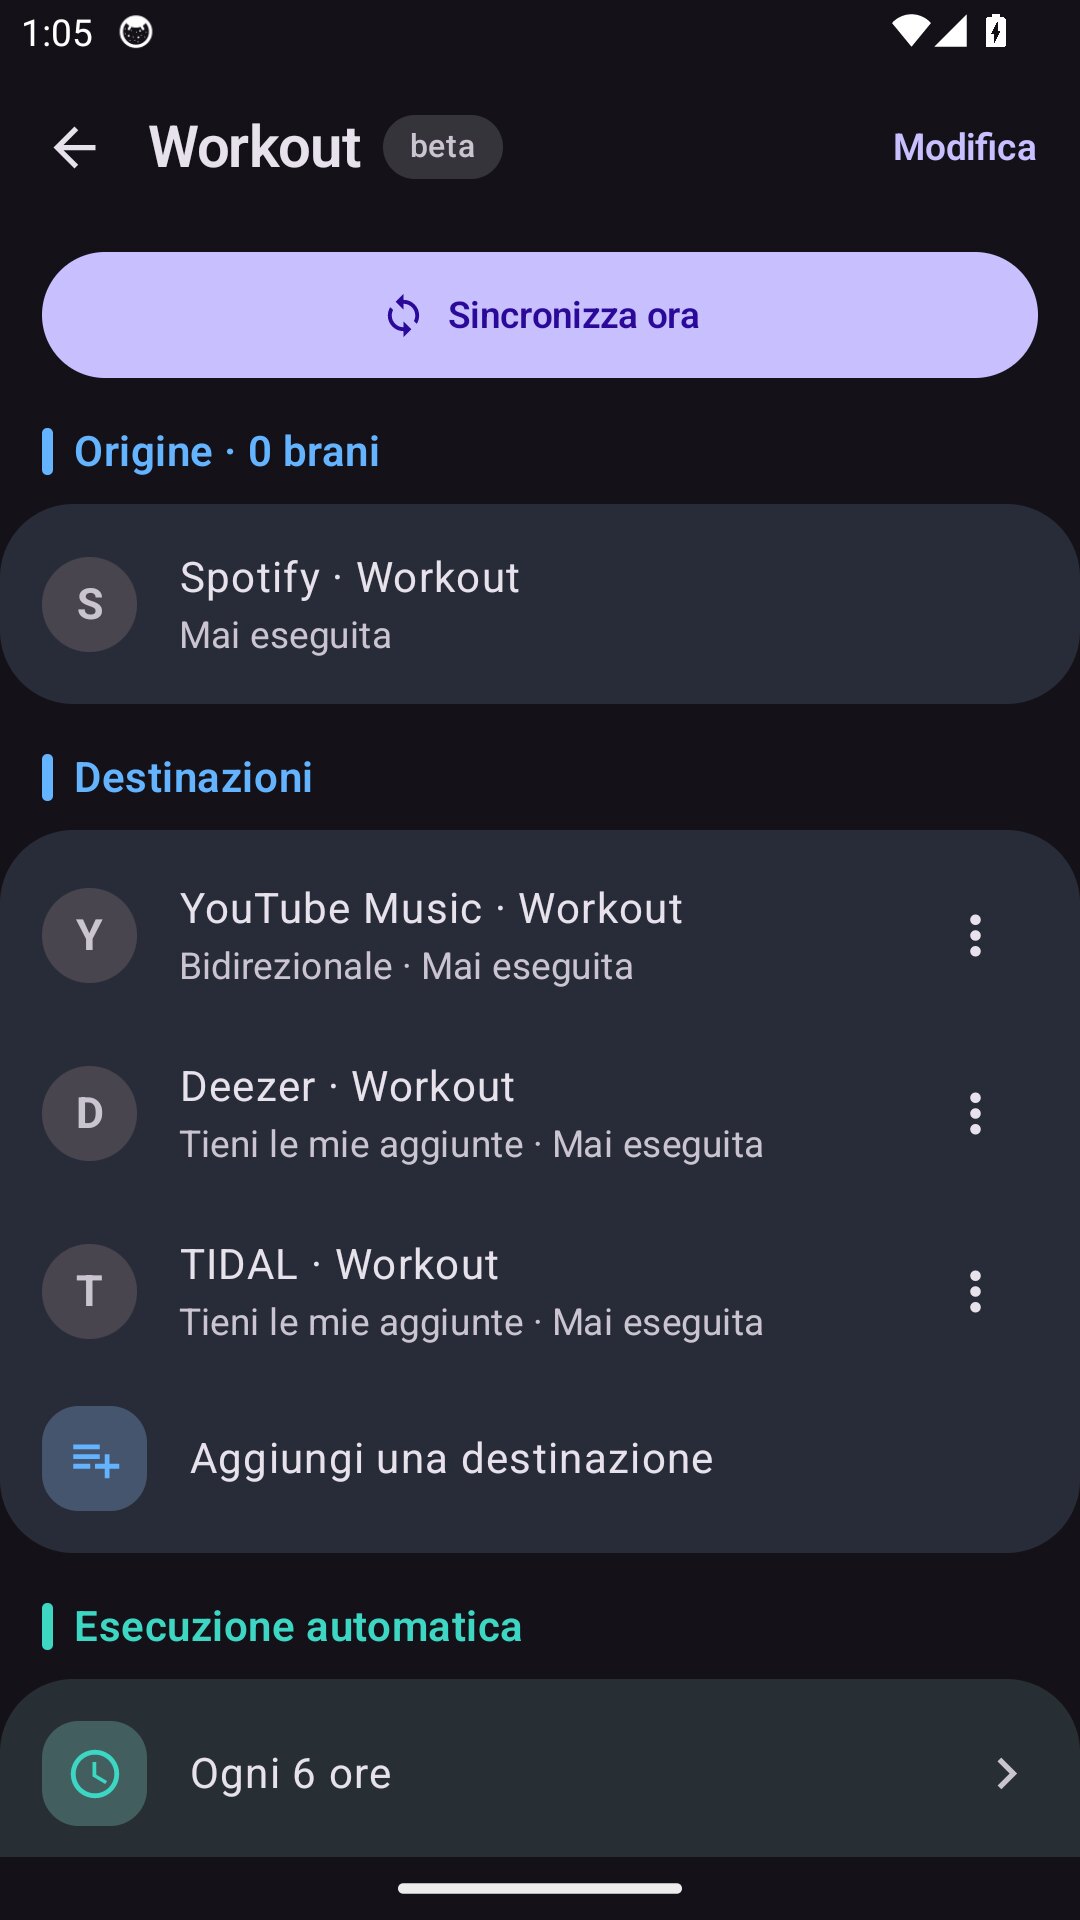 1:05
Workout
beta
Modifica
Sincronizza ora
Origine · 0 brani
S
Spotify · Workout
Mai eseguita
Destinazioni
Y
YouTube Music · Workout
Bidirezionale · Mai eseguita
D
Deezer · Workout
Tieni le mie aggiunte · Mai eseguita
T
TIDAL · Workout
Tieni le mie aggiunte · Mai eseguita
Aggiungi una destinazione
Esecuzione automatica
Ogni 6 ore